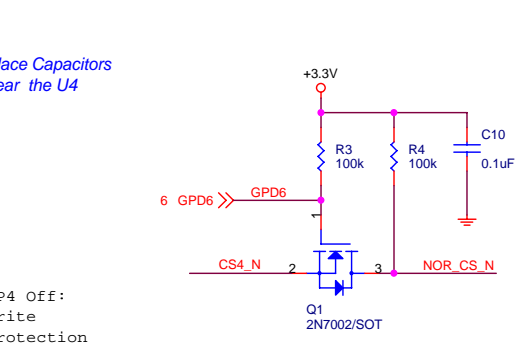 lace Capacitors
ear the U4
+3.3V
R3
100k
R4
100k
C10
0.1uF
6 GPD6
GPD6
1
CS4_N
2
3
NOR_CS_N
Q1
2N7002/SOT
P4 Off:
rite
rotection